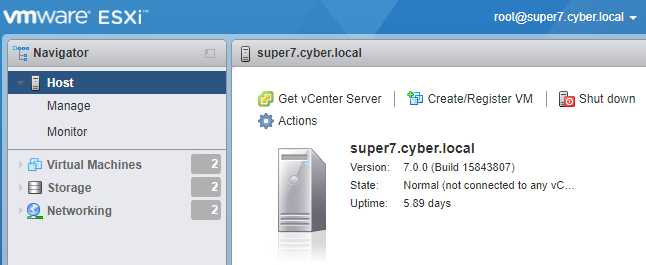 vmware® ESXi™
root@super7.cyber.local
Navigator
super7.cyber.local
Host
Manage
Monitor
Virtual Machines 2
Storage 2
Networking 2
Get vCenter Server
Create/Register VM
Shut down
Actions
super7.cyber.local
Version: 7.0.0 (Build 15843807)
State: Normal (not connected to any vC...
Uptime: 5.89 days